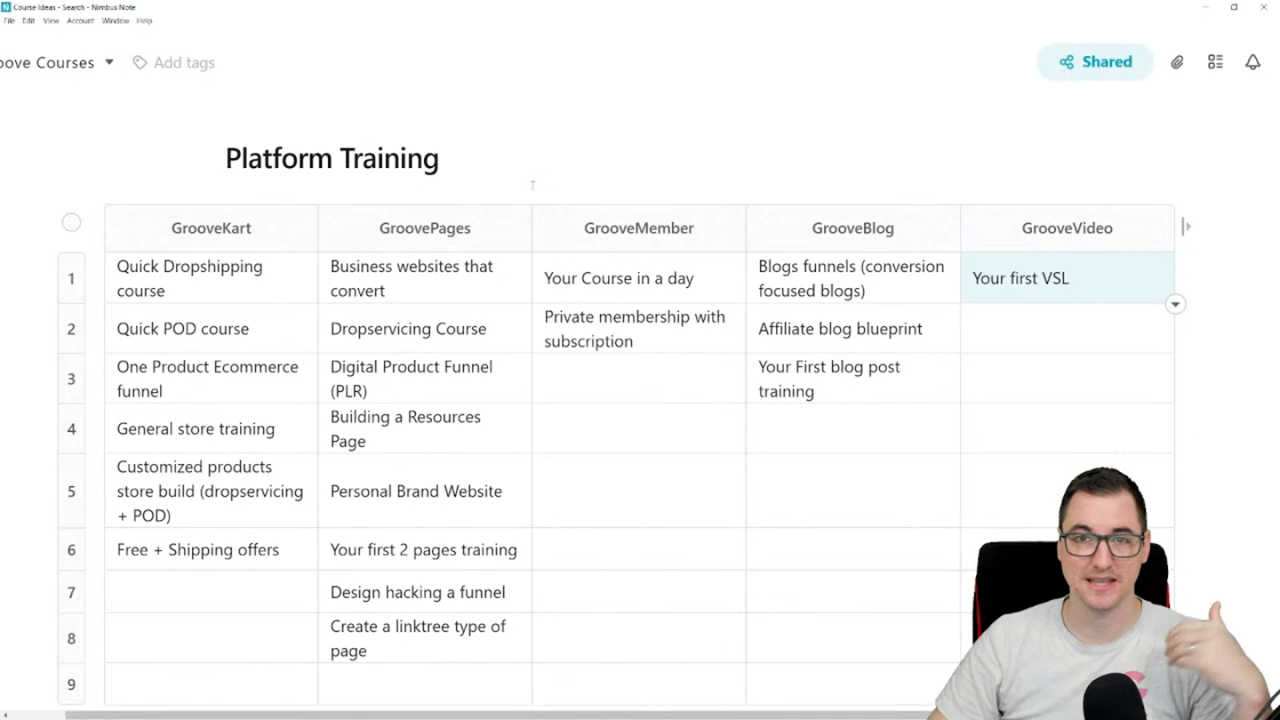 Course Ideas - Search - Nimbus Note
File Edit View Account Window Help
oove Courses
Add tags
Shared
Platform Training
GrooveKart GroovePages GrooveMember GrooveBlog GrooveVideo
1
Quick Dropshipping
course
Business websites that
convert
Your Course in a day
Blogs funnels (conversion
focused blogs)
Your first VSL
2
Quick POD course
Dropservicing Course
Private membership with
subscription
Affiliate blog blueprint
3
One Product Ecommerce
funnel
Digital Product Funnel
(PLR)
Your First blog post
training
4
General store training
Building a Resources
Page
5
Customized products
store build (dropservicing
+ POD)
Personal Brand Website
6
Free + Shipping offers
Your first 2 pages training
7
Design hacking a funnel
8
Create a linktree type of
page
9